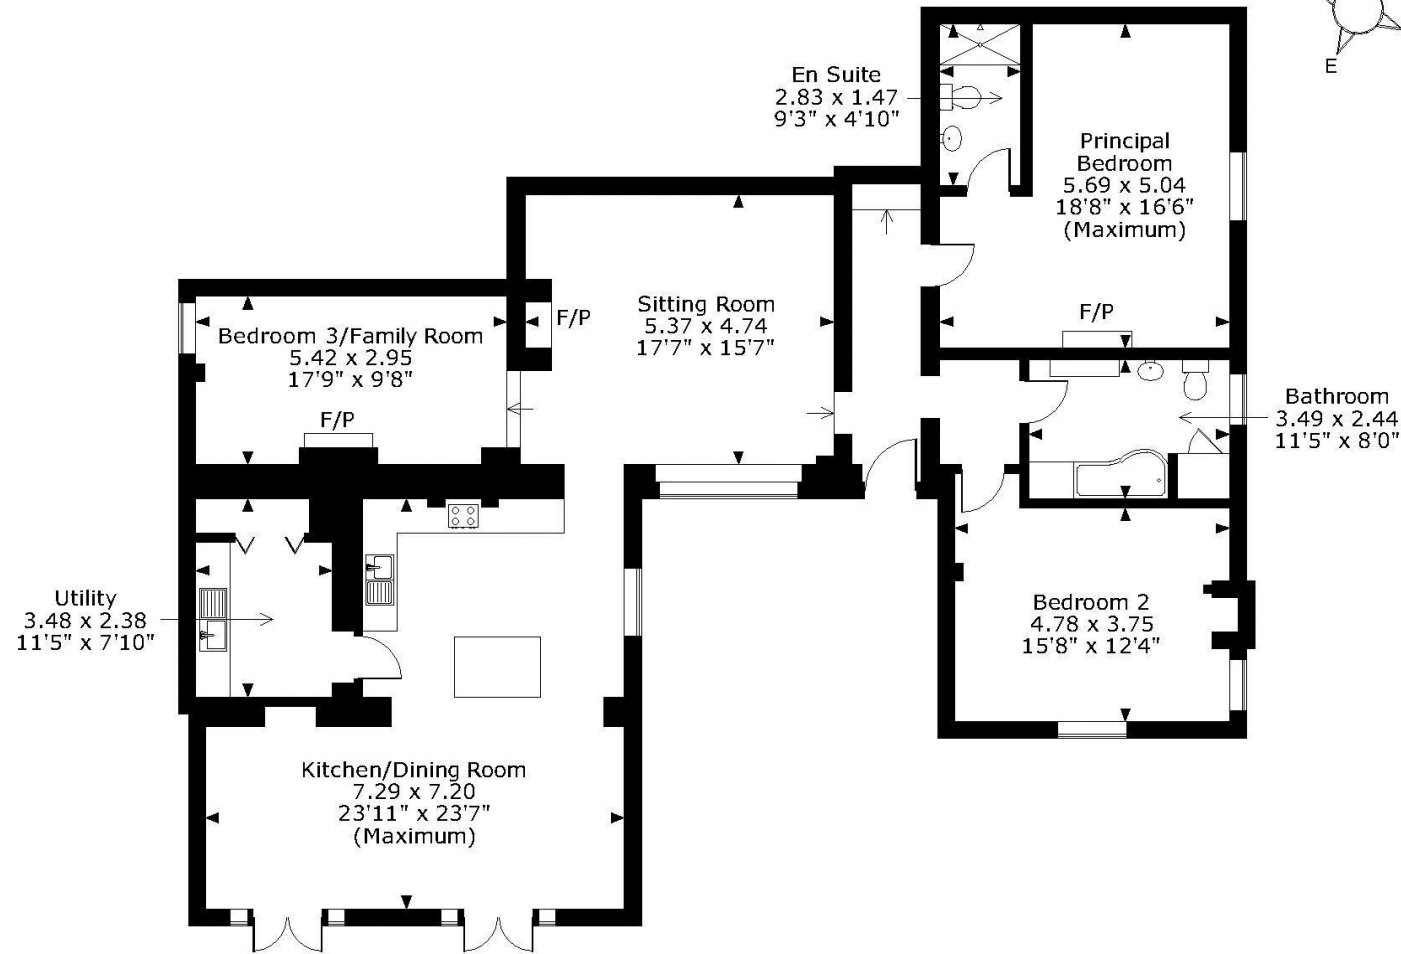 E
En Suite
2.83 x 1.47
9'3" x 4'10"
Principal
Bedroom
5.69 x 5.04
18'8" x 16'6"
(Maximum)
F/P
Sitting Room
5.37 x 4.74
17'7" x 15'7"
F/P
Bedroom 3/Family Room
5.42 x 2.95
17'9" x 9'8"
F/P
Bathroom
3.49 x 2.44
11'5" x 8'0"
Utility
3.48 x 2.38
11'5" x 7'10"
Bedroom 2
4.78 x 3.75
15'8" x 12'4"
Kitchen/Dining Room
7.29 x 7.20
23'11" x 23'7"
(Maximum)